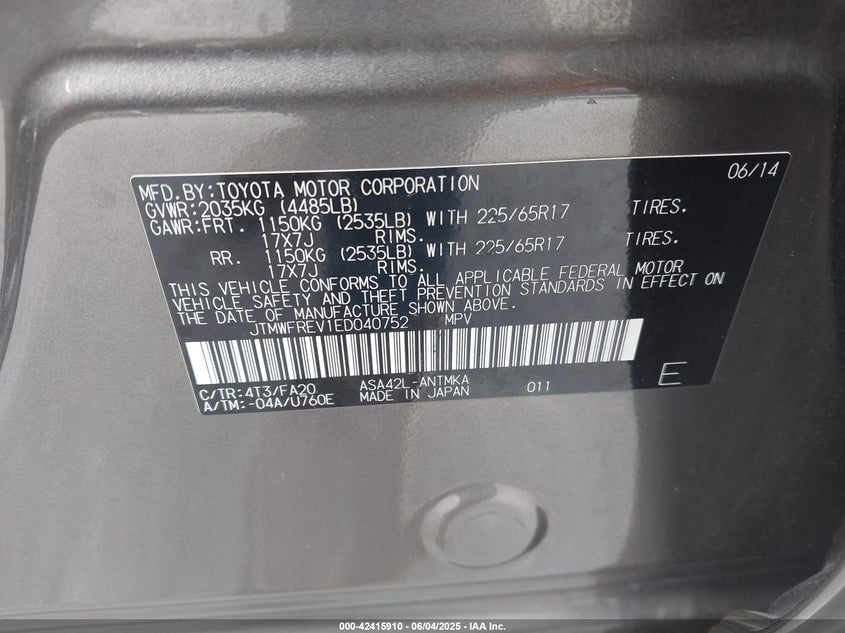 06/14
MFD.BY:TOYOTA MOTOR CORPORATION
GVWR:2035KG (4485LB)
GAWR:FRT. 1150KG (2535LB) WITH 225/65R17 TIRES.
17X7J RIMS.
RR. 1150KG (2535LB) WITH 225/65R17 TIRES.
17X7J RIMS.
THIS VEHICLE CONFORMS TO ALL APPLICABLE FEDERAL MOTOR
VEHICLE SAFETY AND THEFT PREVENTION STANDARDS IN EFFECT ON
THE DATE OF MANUFACTURE SHOWN ABOVE.
JTMWFREV1ED040752 MPV
C/TR:4T3/FA20 ASA42L-ANTMKA 011 E
A/TM:-04A/U760E MADE IN JAPAN
000-42415910 - 06/04/2025 - IAA Inc.